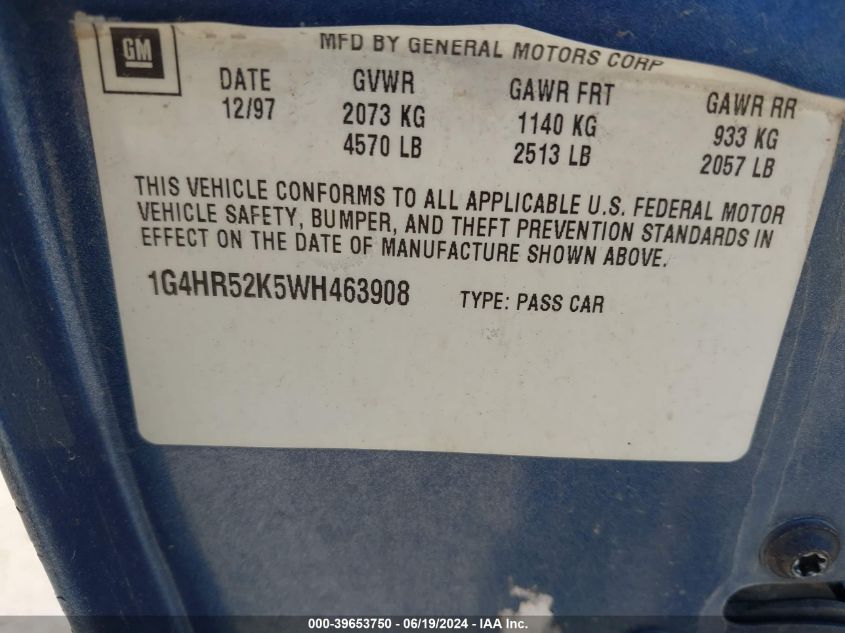 GM
MFD BY GENERAL MOTORS CORP
DATE GVWR GAWR FRT GAWR RR
12/97 2073 KG 1140 KG 933 KG
4570 LB 2513 LB 2057 LB
THIS VEHICLE CONFORMS TO ALL APPLICABLE U.S. FEDERAL MOTOR
VEHICLE SAFETY, BUMPER, AND THEFT PREVENTION STANDARDS IN
EFFECT ON THE DATE OF MANUFACTURE SHOWN ABOVE.
1G4HR52K5WH463908 TYPE: PASS CAR
000-39653750 - 06/19/2024 - IAA Inc.